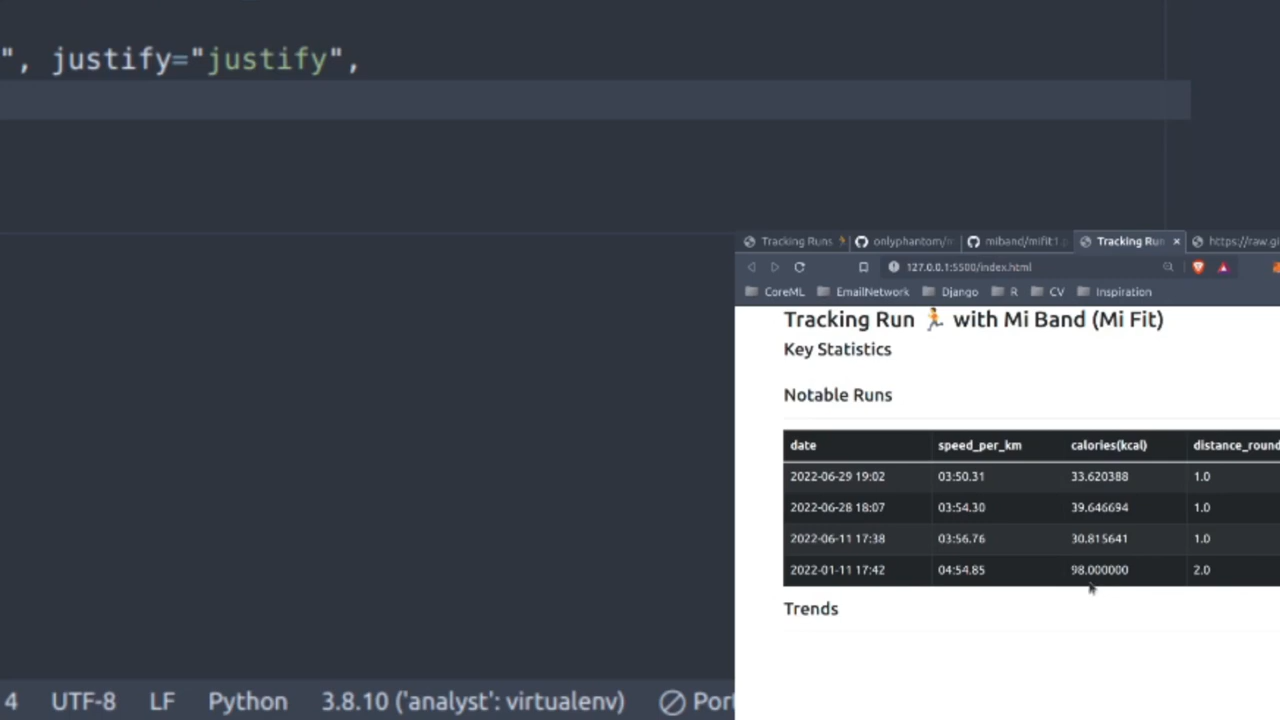 ", justify="justify",
Tracking Runs onlyphantom/ miband/mifit1. Tracking Run × https://raw.gi
127.0.0.1:5500/index.html
CoreML EmailNetwork Django R CV Inspiration
Tracking Run 🏃 with Mi Band (Mi Fit)
Key Statistics
Notable Runs
date speed_per_km calories(kcal) distance_round
2022-06-29 19:02 03:50.31 33.620388 1.0
2022-06-28 18:07 03:54.30 39.646694 1.0
2022-06-11 17:38 03:56.76 30.815641 1.0
2022-01-11 17:42 04:54.85 98.000000 2.0
Trends
4 UTF-8 LF Python 3.8.10 ('analyst': virtualenv) Port